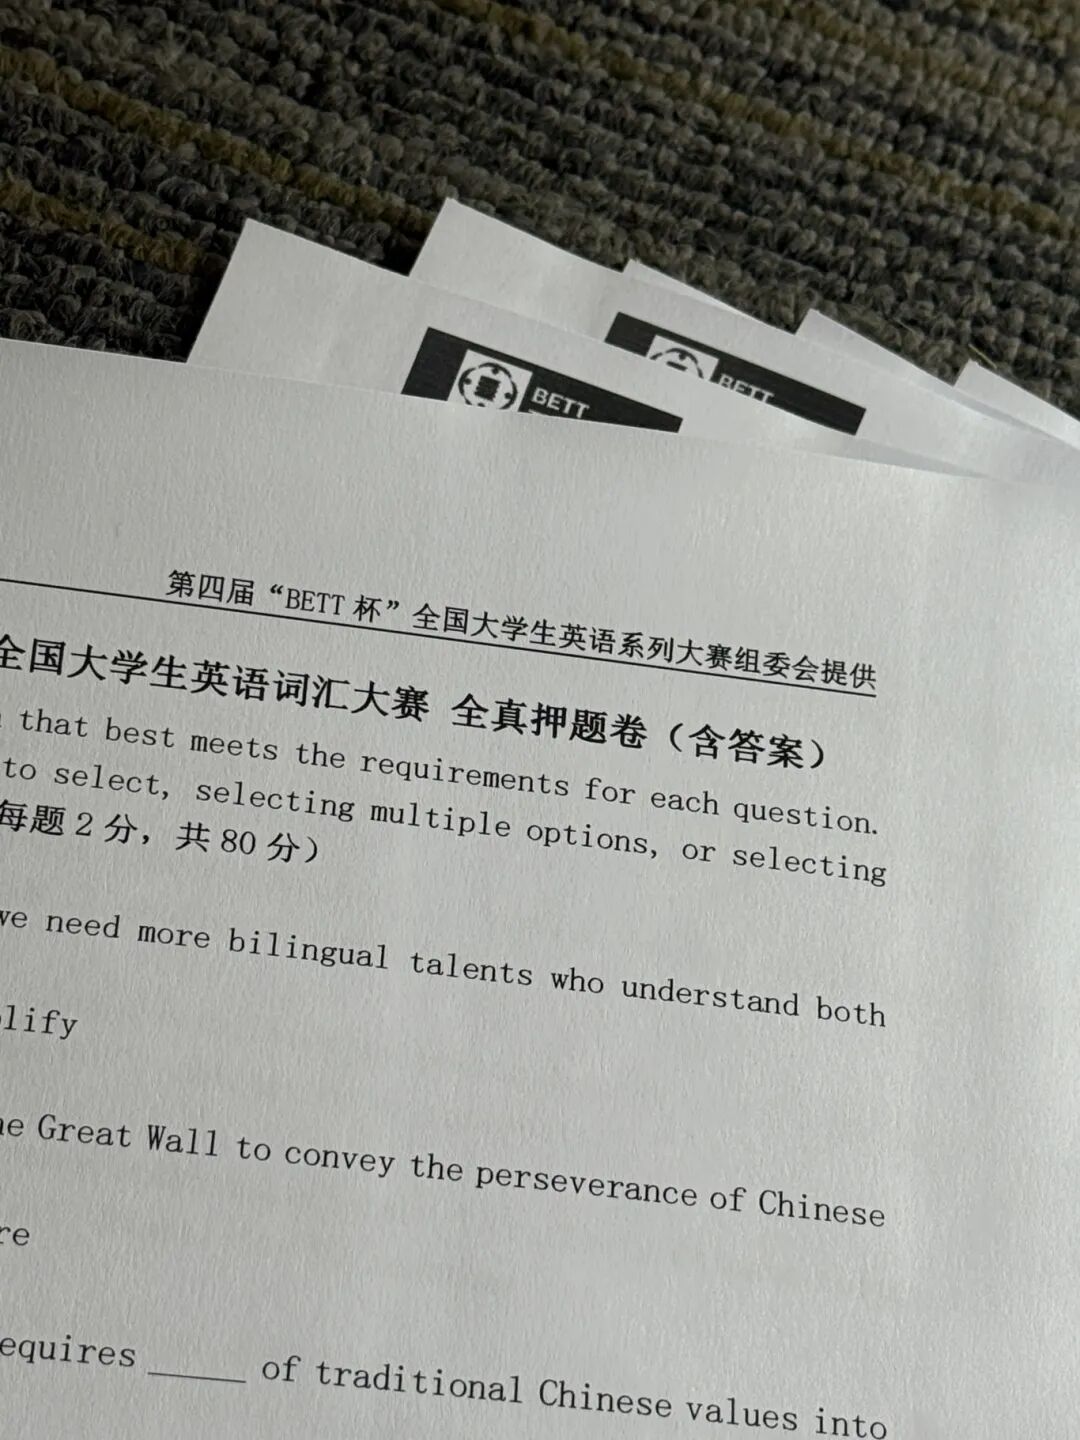 BETT
BETT
第四届“BETT 杯”全国大学生英语系列大赛组委会提供
全国大学生英语词汇大赛 全真押题卷（含答案）
that best meets the requirements for each question.
to select, selecting multiple options, or selecting
每题 2 分，共 80 分）
we need more bilingual talents who understand both
lify
Great Wall to convey the perseverance of Chinese
re
equires _____ of traditional Chinese values into